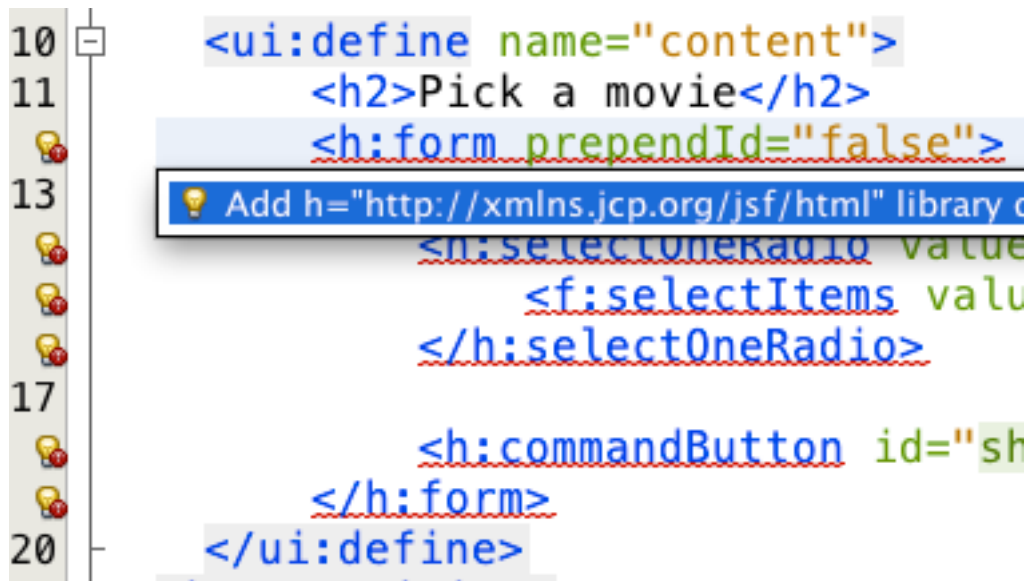 10 <ui:define name="content">
11 <h2>Pick a movie</h2>
<h:form prependId="false">
13
Add h="http://xmlns.jcp.org/jsf/html" library
<h:selectOneRadio value
<f:selectItems valu
</h:selectOneRadio>
17
<h:commandButton id="sh
</h:form>
20 </ui:define>